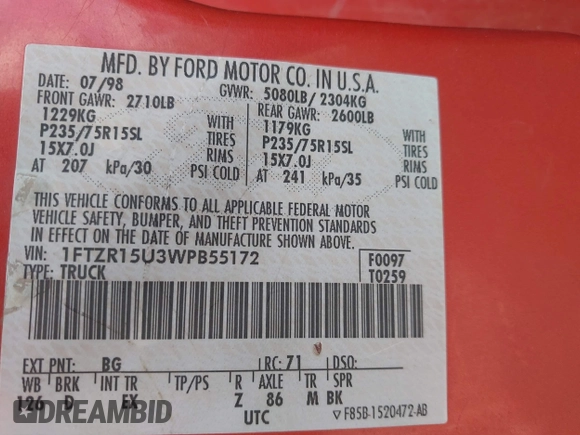 MFD. BY FORD MOTOR CO. IN U.S.A.
DATE: 07/98 GVWR: 5080LB/ 2304KG
FRONT GAWR: 2710LB REAR GAWR: 2600LB
1229KG WITH 1179KG WITH
P235/75R15SL TIRES P235/75R15SL TIRES
15X7.0J RIMS 15X7.0J RIMS
AT 207 kPa/30 PSI COLD AT 241 kPa/35 PSI COLD
THIS VEHICLE CONFORMS TO ALL APPLICABLE FEDERAL MOTOR
VEHICLE SAFETY, BUMPER, AND THEFT PREVENTION STANDARDS
IN EFFECT ON THE DATE OF MANUFACTURE SHOWN ABOVE.
VIN: 1FTZR15U3WPB55172 F0097
TYPE: TRUCK T0259
EXT PNT: BG RC: 71 DSO:
WB BRK INT TR TP/PS R AXLE TR SPR
126 D EX Z 86 M BK
UTC ▽F85B-1520472-AB
READYBID